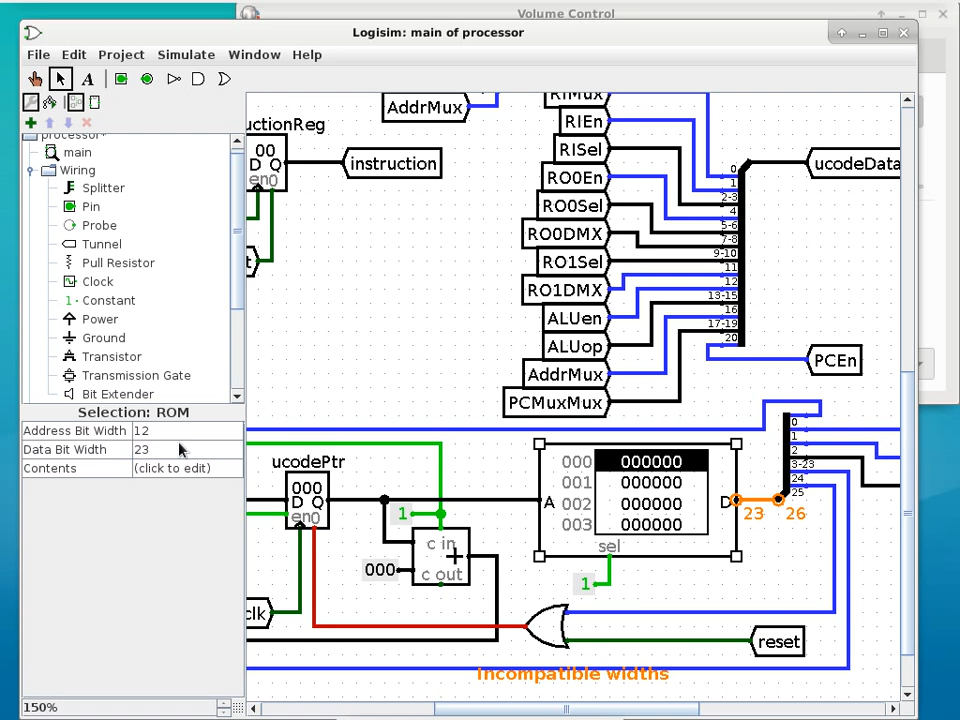 Volume Control
Logisim: main of processor
File Edit Project Simulate Window Help
A
processor*
main
Wiring
Splitter
Pin
Probe
Tunnel
Pull Resistor
Clock
1 Constant
Power
Ground
Transistor
Transmission Gate
Bit Extender
Selection: ROM
Address Bit Width 12
Data Bit Width 23
Contents (click to edit)
150%
AddrMux
uctionReg
00
D Q
en0
instruction
t
RIMux
RIEn
RISel
RO0En
RO0Sel
RO0DMX
RO1Sel
RO1DMX
ALUen
ALUop
AddrMux
PCMuxMux
0
1
2-3
4
5-6
7-8
9-10
11
12
13-15
16
17-19
20
ucodeData
PCEn
0
1
2
3-23
24
25
ucodePtr
000
D Q
en0
1
c in
+
c out
000
clk
A
000 000000
001 000000
002 000000
003 000000
D
sel
1
23 26
reset
Incompatible widths